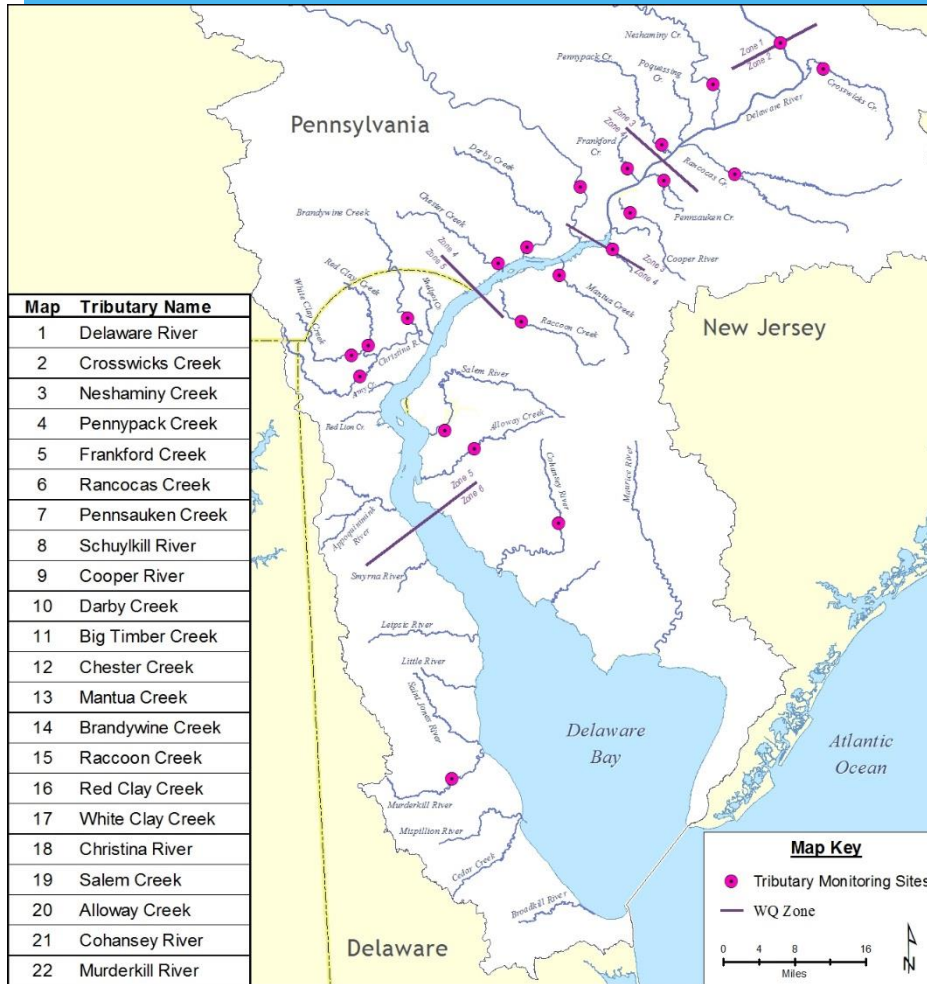 Neshaminy Cr.
Pennypack Cr.
Poquessing
Cr.
Zone 1
Zone 2
Crosswicks Cr.
Delaware River
Pennsylvania
Zone 3
Frankford
Cr.
Rancocas Cr.
Darby Creek
Pennsauken Cr.
Chester Creek
Brandywine Creek
Cooper River
Zone 3
Zone 4
Zone 4
Zone 5
Red Clay Creek
White Clay Creek
Shellpot Cr.
Mantua Creek
Raccoon Creek
New Jersey
Christina R.
Army Cr.
Salem River
Red Lion Cr.
Alloway Creek
Cohansey River
Maurice River
Zone 5
Zone 6
Appoquinimink
River
Smyrna River
Leipsic River
Little River
Saint Jones River
Delaware
Bay
Atlantic
Ocean
Murderkill River
Mispillion River
Cedar Creek
Broadkill River
Delaware
Map Tributary Name
1 Delaware River
2 Crosswicks Creek
3 Neshaminy Creek
4 Pennypack Creek
5 Frankford Creek
6 Rancocas Creek
7 Pennsauken Creek
8 Schuylkill River
9 Cooper River
10 Darby Creek
11 Big Timber Creek
12 Chester Creek
13 Mantua Creek
14 Brandywine Creek
15 Raccoon Creek
16 Red Clay Creek
17 White Clay Creek
18 Christina River
19 Salem Creek
20 Alloway Creek
21 Cohansey River
22 Murderkill River
Map Key
Tributary Monitoring Sites
WQ Zone
0 4 8 16
Miles
N